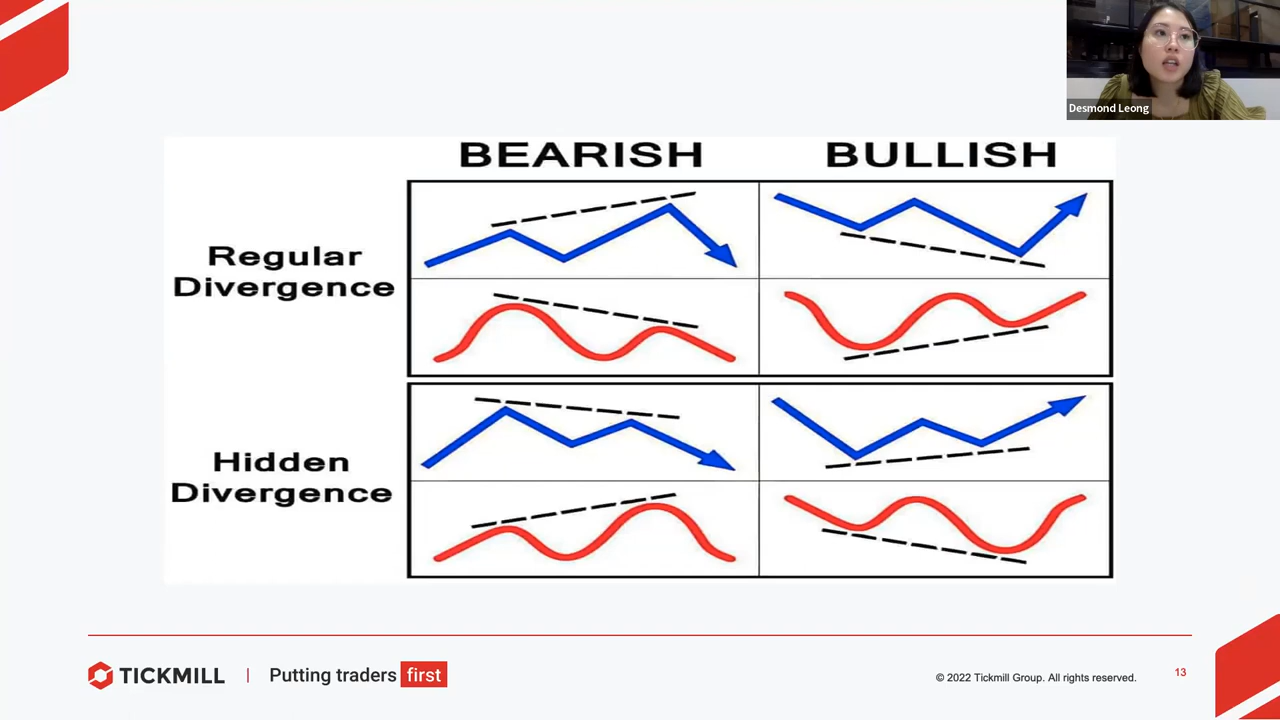 Desmond Leong
BEARISH BULLISH
Regular
Divergence
Hidden
Divergence
TICKMILL | Putting traders first
© 2022 Tickmill Group. All rights reserved.
13